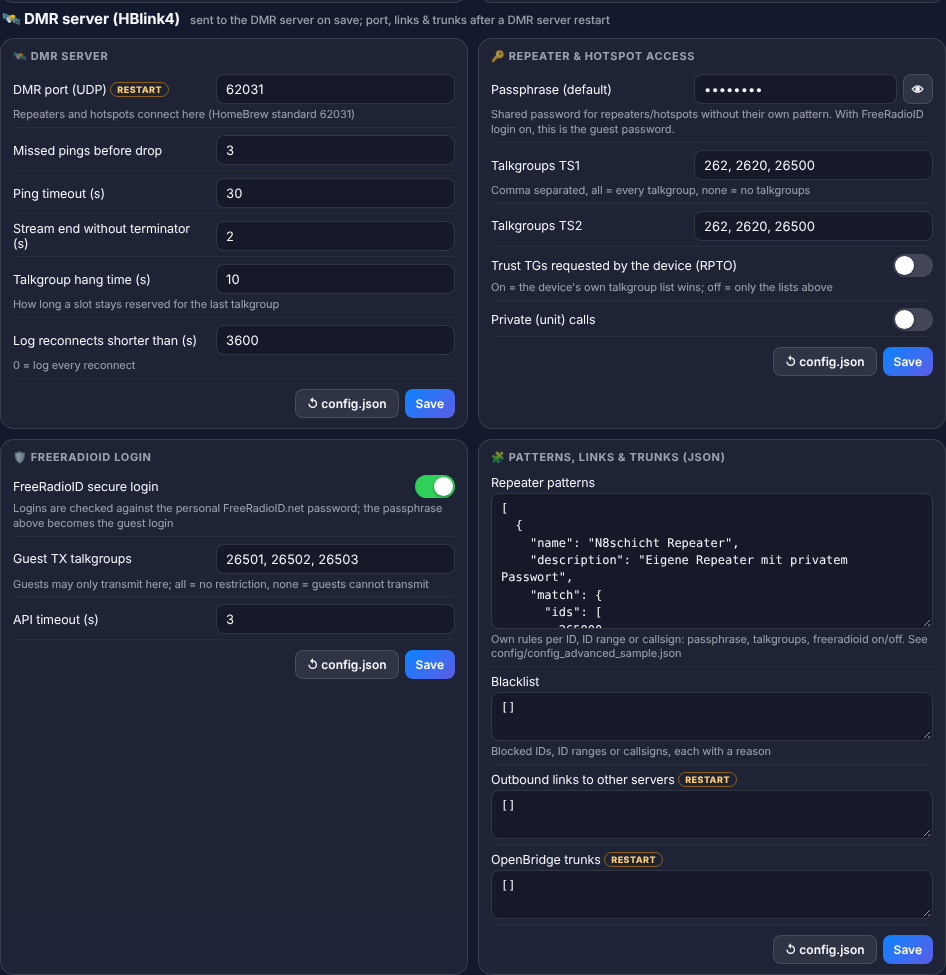 DMR server (HBlink4) sent to the DMR server on save; port, links & trunks after a DMR server restart
DMR SERVER
DMR port (UDP) RESTART 62031
Repeaters and hotspots connect here (HomeBrew standard 62031)
Missed pings before drop 3
Ping timeout (s) 30
Stream end without terminator
(s) 2
Talkgroup hang time (s) 10
How long a slot stays reserved for the last talkgroup
Log reconnects shorter than (s) 3600
0 = log every reconnect
↺ config.json Save
REPEATER & HOTSPOT ACCESS
Passphrase (default) ••••••••
Shared password for repeaters/hotspots without their own pattern. With FreeRadioID
login on, this is the guest password.
Talkgroups TS1 262, 2620, 26500
Comma separated, all = every talkgroup, none = no talkgroups
Talkgroups TS2 262, 2620, 26500
Trust TGs requested by the device (RPTO)
On = the device's own talkgroup list wins; off = only the lists above
Private (unit) calls
↺ config.json Save
FREERADIOID LOGIN
FreeRadioID secure login
Logins are checked against the personal FreeRadioID.net password; the passphrase
above becomes the guest login
Guest TX talkgroups 26501, 26502, 26503
Guests may only transmit here; all = no restriction, none = guests cannot transmit
API timeout (s) 3
↺ config.json Save
PATTERNS, LINKS & TRUNKS (JSON)
Repeater patterns
[
{
"name": "N8schicht Repeater",
"description": "Eigene Repeater mit privatem
Passwort",
"match": {
"ids": [
Own rules per ID, ID range or callsign: passphrase, talkgroups, freeradioid on/off. See
config/config_advanced_sample.json
Blacklist
[]
Blocked IDs, ID ranges or callsigns, each with a reason
Outbound links to other servers RESTART
[]
OpenBridge trunks RESTART
[]
↺ config.json Save